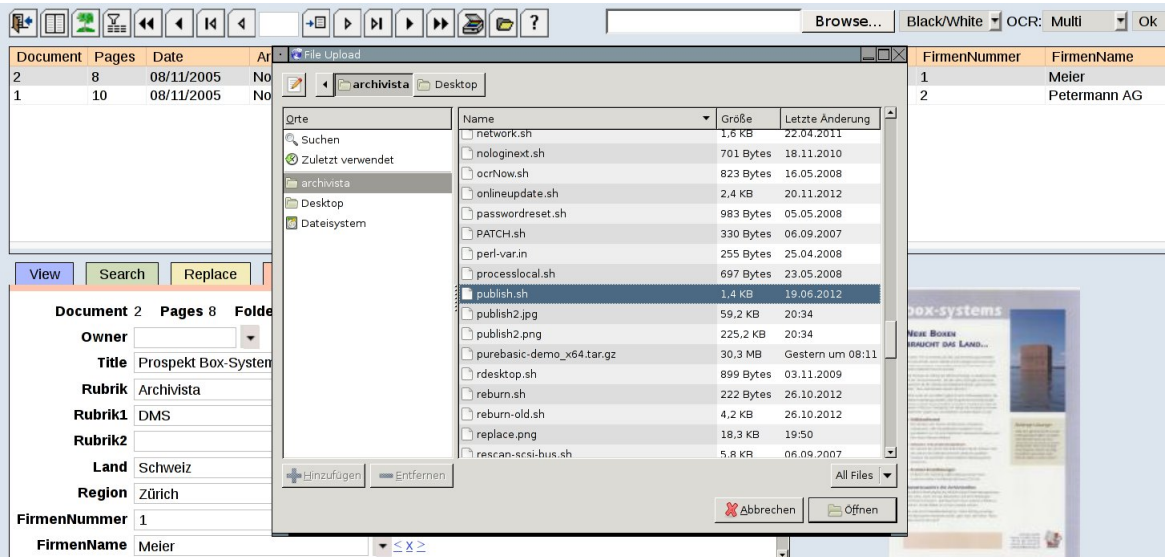 ? Browse... Black/White OCR: Multi Ok
Document Pages Date Ar FirmenNummer FirmenName
2 8 08/11/2005 No 1 Meier
1 10 08/11/2005 No 2 Petermann AG
File Upload
archivista Desktop
Orte
Suchen
Zuletzt verwendet
archivista
Desktop
Dateisystem
Name Größe Letzte Änderung
network.sh 1,6 KB 22.04.2011
nologinext.sh 701 Bytes 18.11.2010
ocrNow.sh 823 Bytes 16.05.2008
onlineupdate.sh 2,4 KB 20.11.2012
passwordreset.sh 983 Bytes 05.05.2008
PATCH.sh 330 Bytes 06.09.2007
perl-var.in 255 Bytes 25.04.2008
processlocal.sh 697 Bytes 23.05.2008
publish.sh 1,4 KB 19.06.2012
publish2.jpg 59,2 KB 20:34
publish2.png 225,2 KB 20:34
purebasic-demo_x64.tar.gz 30,3 MB Gestern um 08:11
rdesktop.sh 899 Bytes 03.11.2009
reburn.sh 222 Bytes 26.10.2012
reburn-old.sh 4,2 KB 26.10.2012
replace.png 18,3 KB 19:50
rescan-scsi-bus.sh 5,8 KB 06.09.2007
Hinzufügen Entfernen All Files
Abbrechen Öffnen
View Search Replace
Document 2 Pages 8 Folde
Owner
Title Prospekt Box-System
Rubrik Archivista
Rubrik1 DMS
Rubrik2
Land Schweiz
Region Zürich
FirmenNummer 1
FirmenName Meier < x >
box-systems
Neue Boxen
braucht das Land...